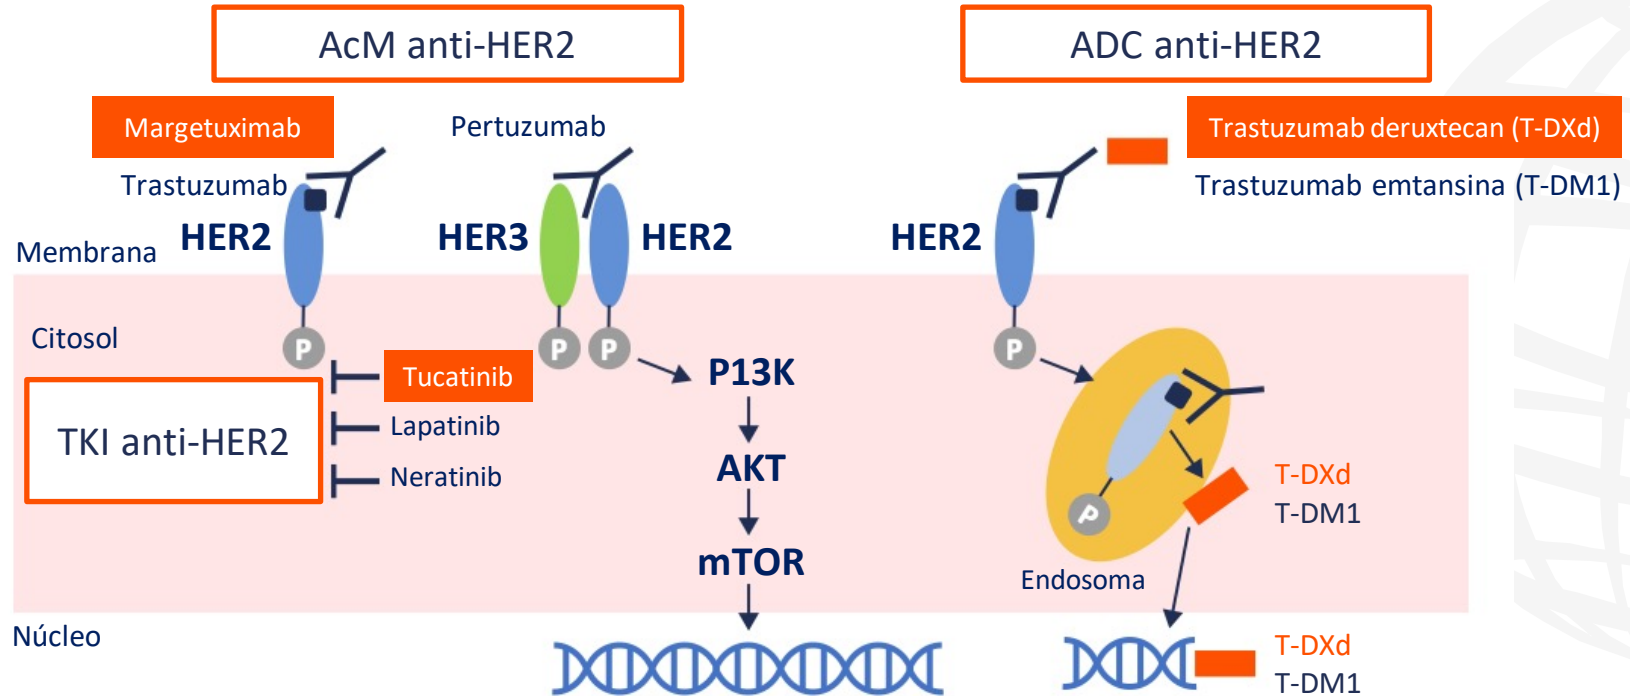 AcM anti-HER2
ADC anti-HER2
Margetuximab
Pertuzumab
Trastuzumab deruxtecan (T-DXd)
Trastuzumab
Trastuzumab emtansina (T-DM1)
HER2
HER3
HER2
HER2
Membrana
Citosol
P
P
P
P
Tucatinib
P13K
TKI anti-HER2
Lapatinib
AKT
Neratinib
T-DXd
P
T-DM1
mTOR
Endosoma
Núcleo
T-DXd
T-DM1